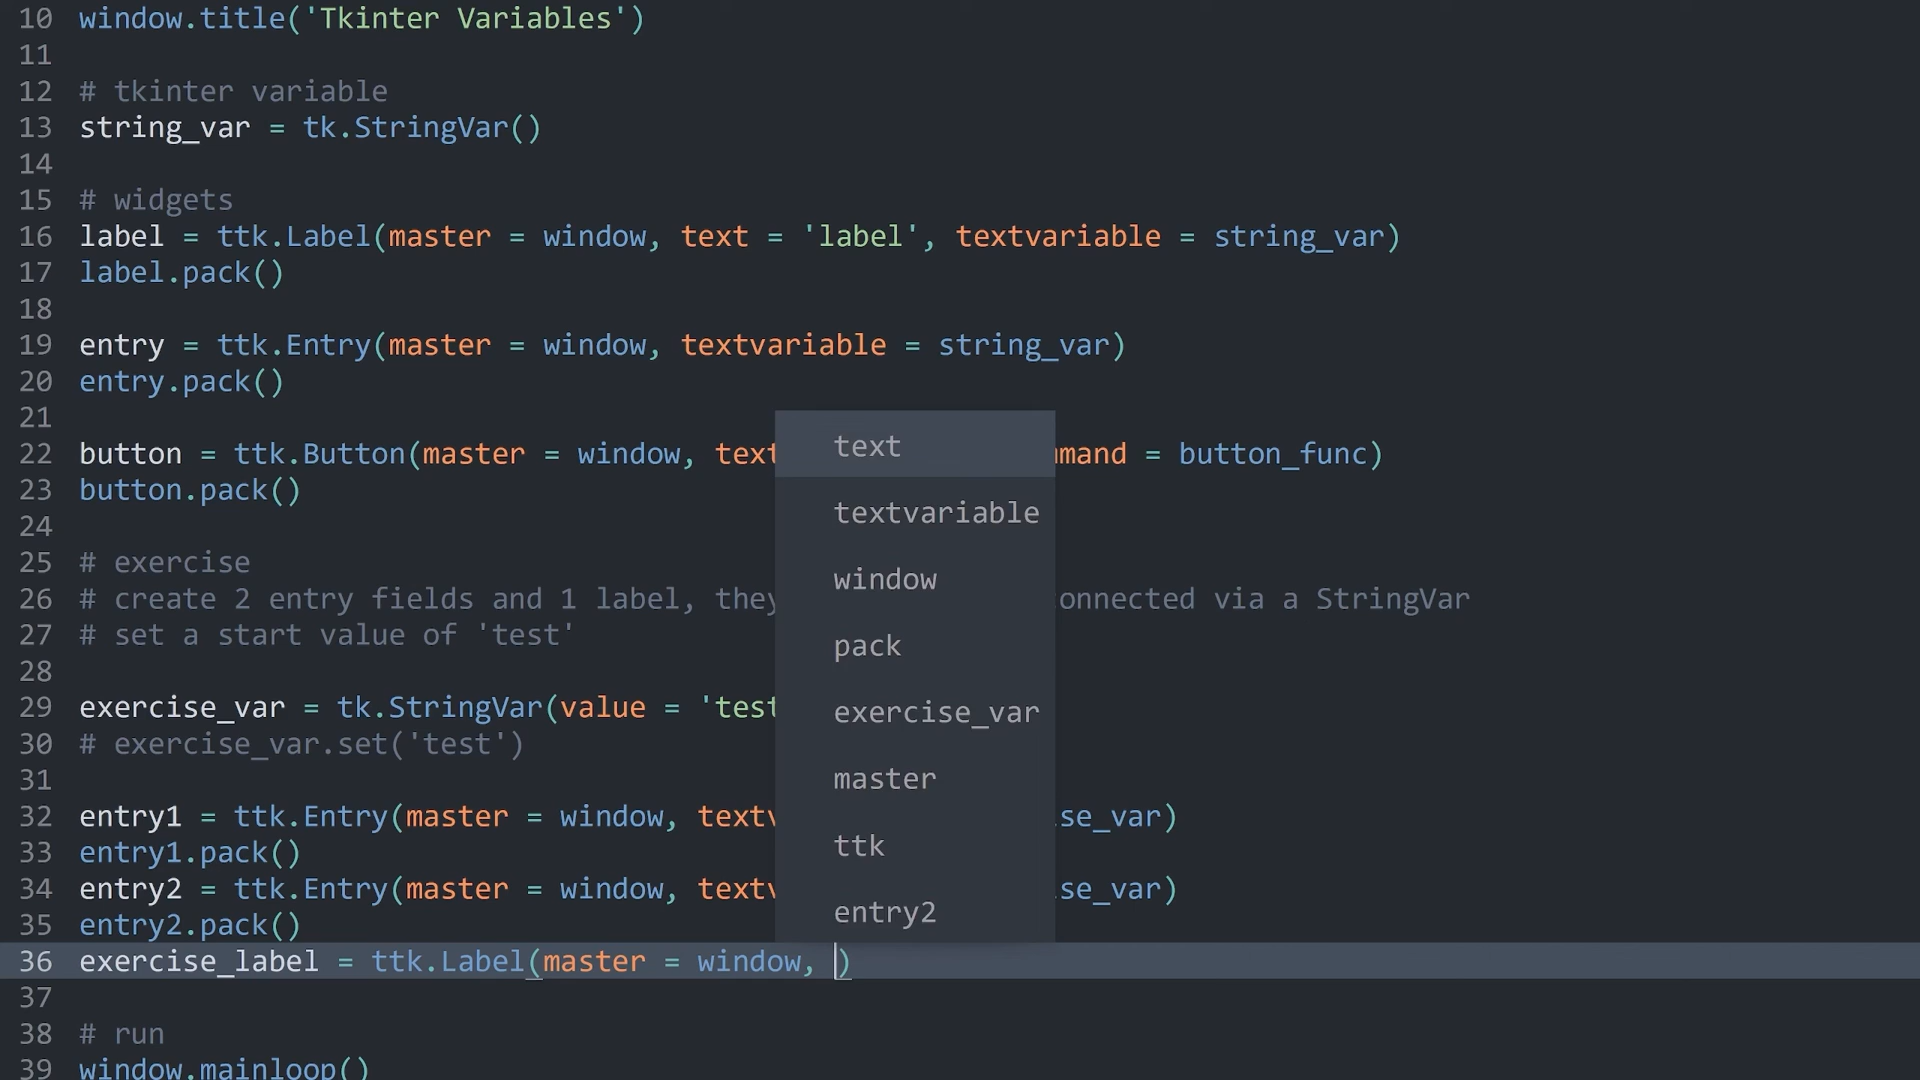 10 window.title('Tkinter Variables')
11
12 # tkinter variable
13 string_var = tk.StringVar()
14
15 # widgets
16 label = ttk.Label(master = window, text = 'label', textvariable = string_var)
17 label.pack()
18
19 entry = ttk.Entry(master = window, textvariable = string_var)
20 entry.pack()
21
22 button = ttk.Button(master = window, text mmand = button_func)
23 button.pack()
24
25 # exercise
26 # create 2 entry fields and 1 label, they onnected via a StringVar
27 # set a start value of 'test'
28
29 exercise_var = tk.StringVar(value = 'test
30 # exercise_var.set('test')
31
32 entry1 = ttk.Entry(master = window, textv se_var)
33 entry1.pack()
34 entry2 = ttk.Entry(master = window, textv se_var)
35 entry2.pack()
36 exercise_label = ttk.Label(master = window, )
37
38 # run
39 window.mainloop()
text
textvariable
window
pack
exercise_var
master
ttk
entry2